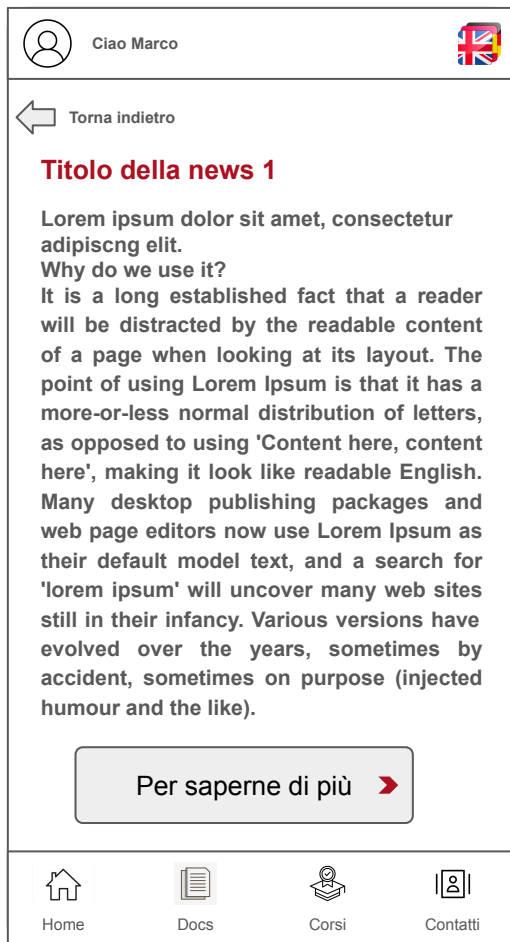 Ciao Marco
Torna indietro
Titolo della news 1
Lorem ipsum dolor sit amet, consectetur
adipiscng elit.
Why do we use it?
It is a long established fact that a reader
will be distracted by the readable content
of a page when looking at its layout. The
point of using Lorem Ipsum is that it has a
more-or-less normal distribution of letters,
as opposed to using 'Content here, content
here', making it look like readable English.
Many desktop publishing packages and
web page editors now use Lorem Ipsum as
their default model text, and a search for
'lorem ipsum' will uncover many web sites
still in their infancy. Various versions have
evolved over the years, sometimes by
accident, sometimes on purpose (injected
humour and the like).
Per saperne di più
Home Docs Corsi Contatti